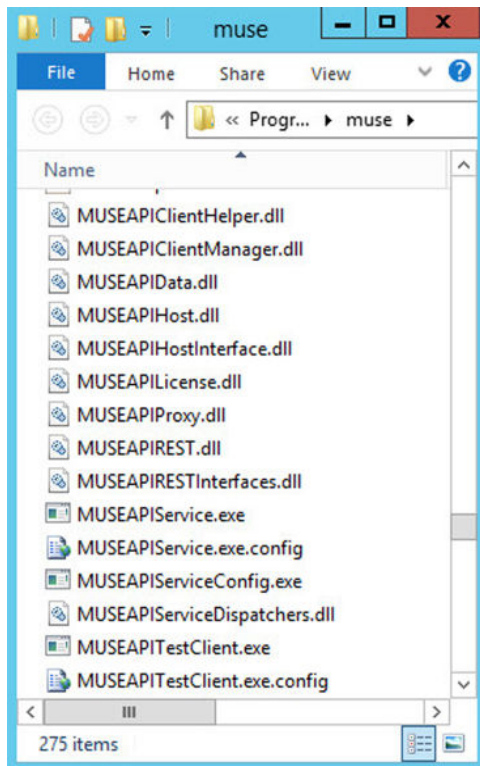 muse
File Home Share View
« Progr... muse
Name
MUSEAPIClientHelper.dll
MUSEAPIClientManager.dll
MUSEAPIData.dll
MUSEAPIHost.dll
MUSEAPIHostInterface.dll
MUSEAPILicense.dll
MUSEAPIProxy.dll
MUSEAPIREST.dll
MUSEAPIRESTInterfaces.dll
MUSEAPIService.exe
MUSEAPIService.exe.config
MUSEAPIServiceConfig.exe
MUSEAPIServiceDispatchers.dll
MUSEAPITestClient.exe
MUSEAPITestClient.exe.config
275 items